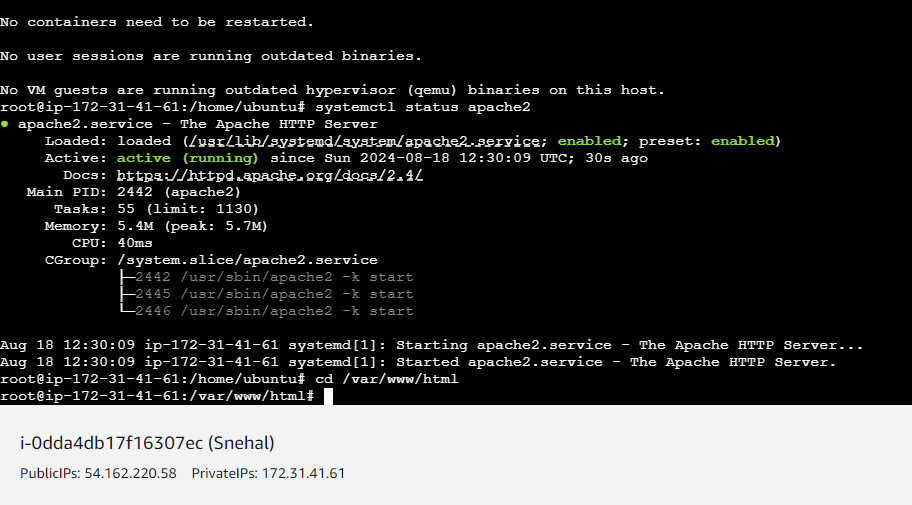 No containers need to be restarted.
No user sessions are running outdated binaries.
No VM guests are running outdated hypervisor (qemu) binaries on this host.
root@ip-172-31-41-61:/home/ubuntu# systemctl status apache2
● apache2.service - The Apache HTTP Server
Loaded: loaded (/usr/lib/systemd/system/apache2.service; enabled; preset: enabled)
Active: active (running) since Sun 2024-08-18 12:30:09 UTC; 30s ago
Docs: https://httpd.apache.org/docs/2.4/
Main PID: 2442 (apache2)
Tasks: 55 (limit: 1130)
Memory: 5.4M (peak: 5.7M)
CPU: 40ms
CGroup: /system.slice/apache2.service
├─2442 /usr/sbin/apache2 -k start
├─2445 /usr/sbin/apache2 -k start
└─2446 /usr/sbin/apache2 -k start
Aug 18 12:30:09 ip-172-31-41-61 systemd[1]: Starting apache2.service - The Apache HTTP Server...
Aug 18 12:30:09 ip-172-31-41-61 systemd[1]: Started apache2.service - The Apache HTTP Server.
root@ip-172-31-41-61:/home/ubuntu# cd /var/www/html
root@ip-172-31-41-61:/var/www/html#
i-0dda4db17f16307ec (Snehal)
PublicIPs: 54.162.220.58 PrivateIPs: 172.31.41.61